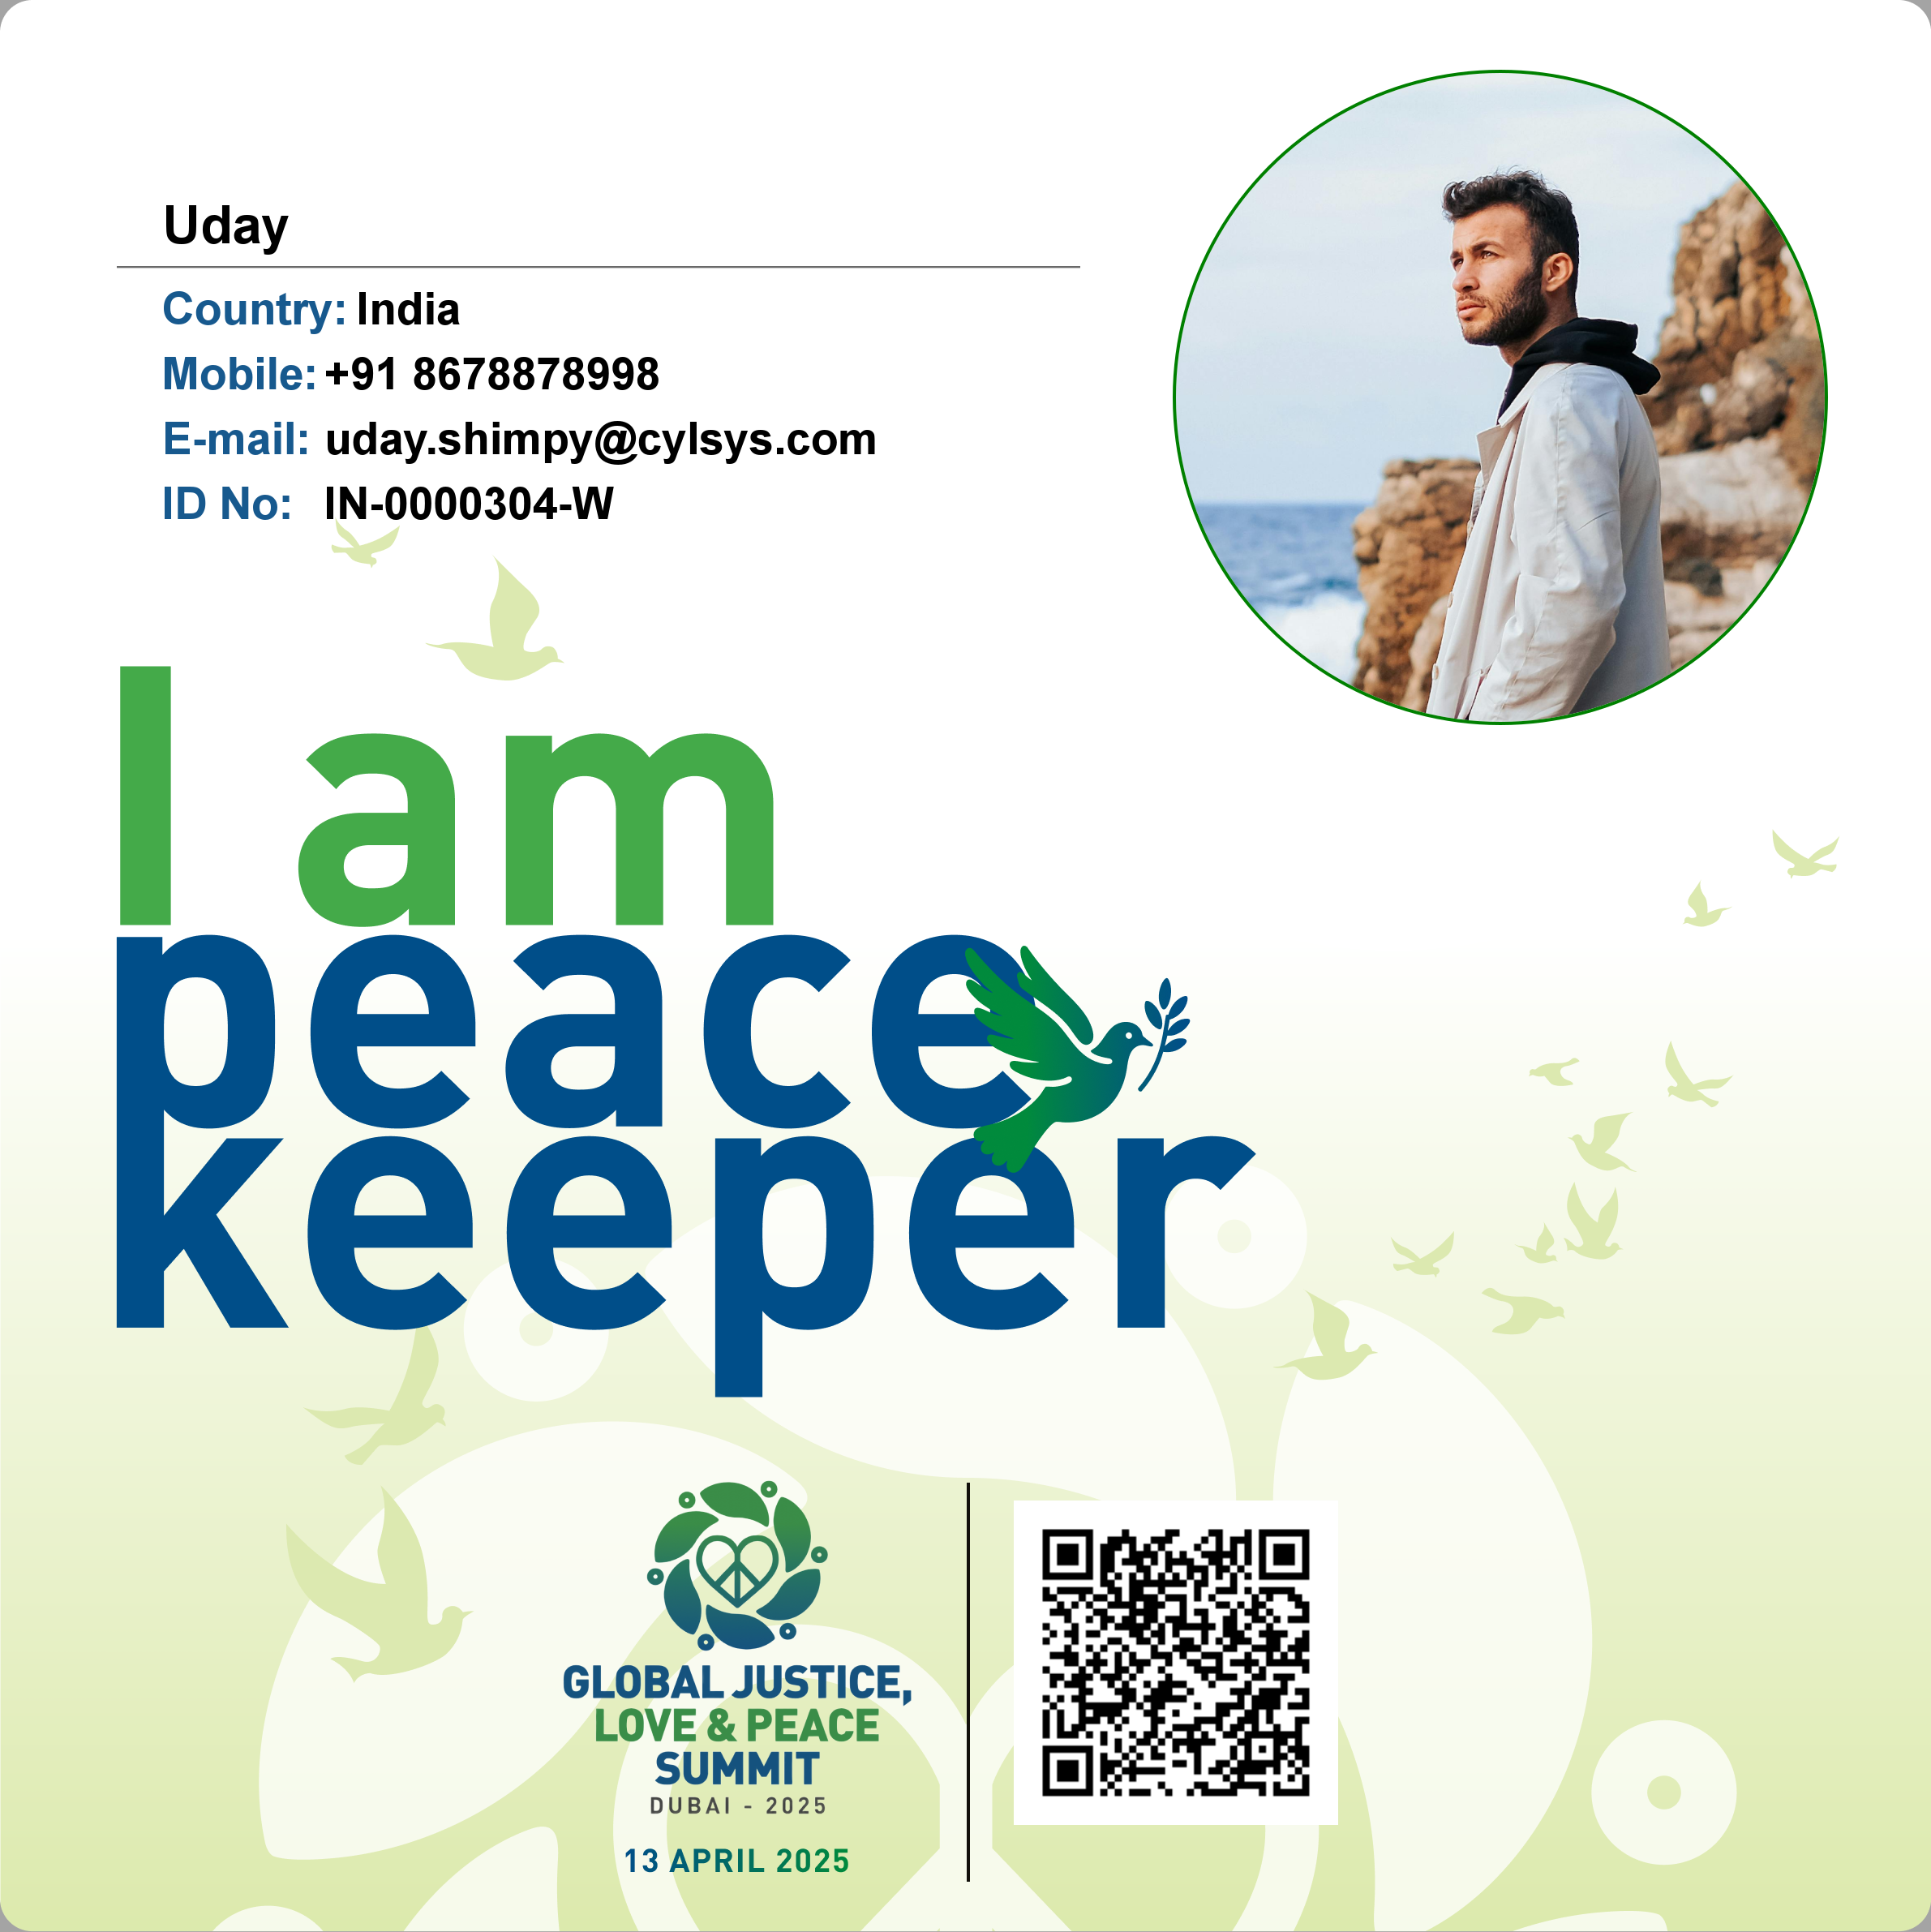 Uday
Country: India
Mobile: +91 8678878998
E-mail: uday.shimpy@cylsys.com
ID No: IN-0000304-W
I am
peace
keeper
GLOBAL JUSTICE,
LOVE & PEACE
SUMMIT
DUBAI - 2025
13 APRIL 2025